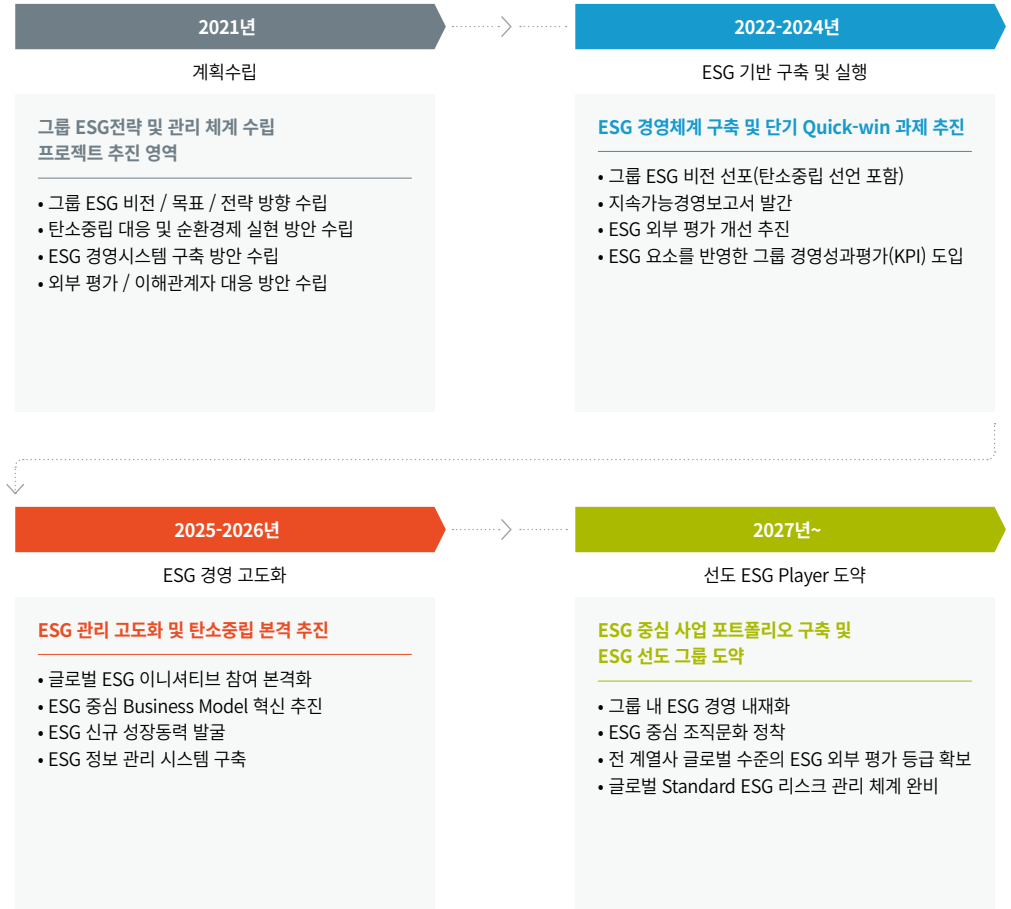 2021년
계획수립
그룹 ESG전략 및 관리 체계 수립
프로젝트 추진 영역
• 그룹 ESG 비전 / 목표 / 전략 방향 수립
• 탄소중립 대응 및 순환경제 실현 방안 수립
• ESG 경영시스템 구축 방안 수립
• 외부 평가 / 이해관계자 대응 방안 수립
2022-2024년
ESG 기반 구축 및 실행
ESG 경영체계 구축 및 단기 Quick-win 과제 추진
• 그룹 ESG 비전 선포(탄소중립 선언 포함)
• 지속가능경영보고서 발간
• ESG 외부 평가 개선 추진
• ESG 요소를 반영한 그룹 경영성과평가(KPI) 도입
2025-2026년
ESG 경영 고도화
ESG 관리 고도화 및 탄소중립 본격 추진
• 글로벌 ESG 이니셔티브 참여 본격화
• ESG 중심 Business Model 혁신 추진
• ESG 신규 성장동력 발굴
• ESG 정보 관리 시스템 구축
2027년~
선도 ESG Player 도약
ESG 중심 사업 포트폴리오 구축 및
ESG 선도 그룹 도약
• 그룹 내 ESG 경영 내재화
• ESG 중심 조직문화 정착
• 전 계열사 글로벌 수준의 ESG 외부 평가 등급 확보
• 글로벌 Standard ESG 리스크 관리 체계 완비